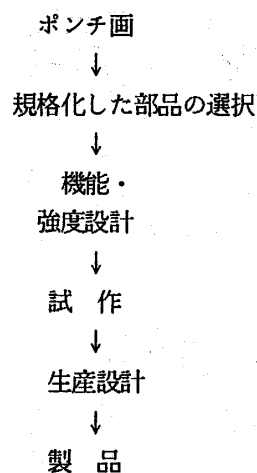 ポンチ画
↓
規格化した部品の選択
↓
機能・
強度設計
↓
試　作
↓
生産設計
↓
製　品